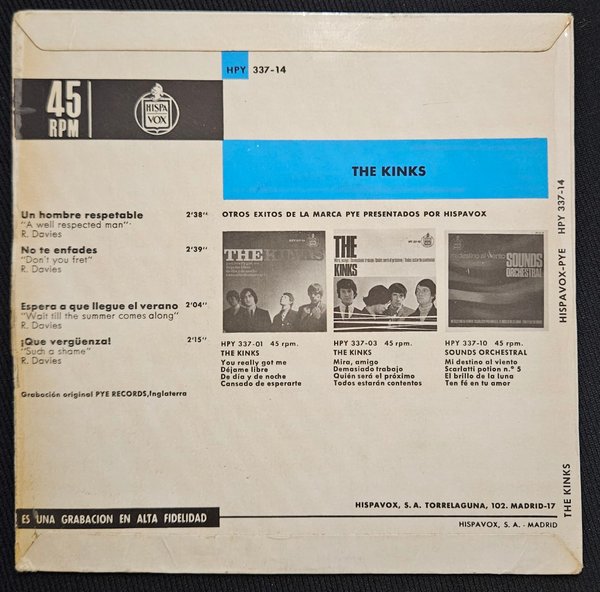 HPY 337-14
45
RPM
HISPA
VOX
THE KINKS
Un hombre respetable 2'38''
"A well respected man"
R. Davies
No te enfades 2'39''
"Don't you fret"
R. Davies
Espera a que llegue el verano 2'04''
"Wait till the summer comes along"
R. Davies
¡Que vergüenza! 2'15''
"Such a shame"
R. Davies
Grabación original PYE RECORDS,Inglaterra
OTROS EXITOS DE LA MARCA PYE PRESENTADOS POR HISPAVOX
THE KINKS
THE
KINKS
mi destino al viento
SOUNDS
ORCHESTRAL
HPY 337-01 45 rpm.
THE KINKS
You really got me
Déjame libre
De día y de noche
Cansado de esperarte
HPY 337-03 45 rpm.
THE KINKS
Mira, amigo
Demasiado trabajo
Quién será el próximo
Todos estarán contentos
HPY 337-10 45 rpm.
SOUNDS ORCHESTRAL
Mi destino al viento
Scarlatti potion n.º 5
El brillo de la luna
Ten fé en tu amor
HISPAVOX-PYE HPY 337-14
THE KINKS
HISPAVOX, S. A. TORRELAGUNA, 102. MADRID-17
ES UNA GRABACION EN ALTA FIDELIDAD
HISPAVOX, S. A. - MADRID